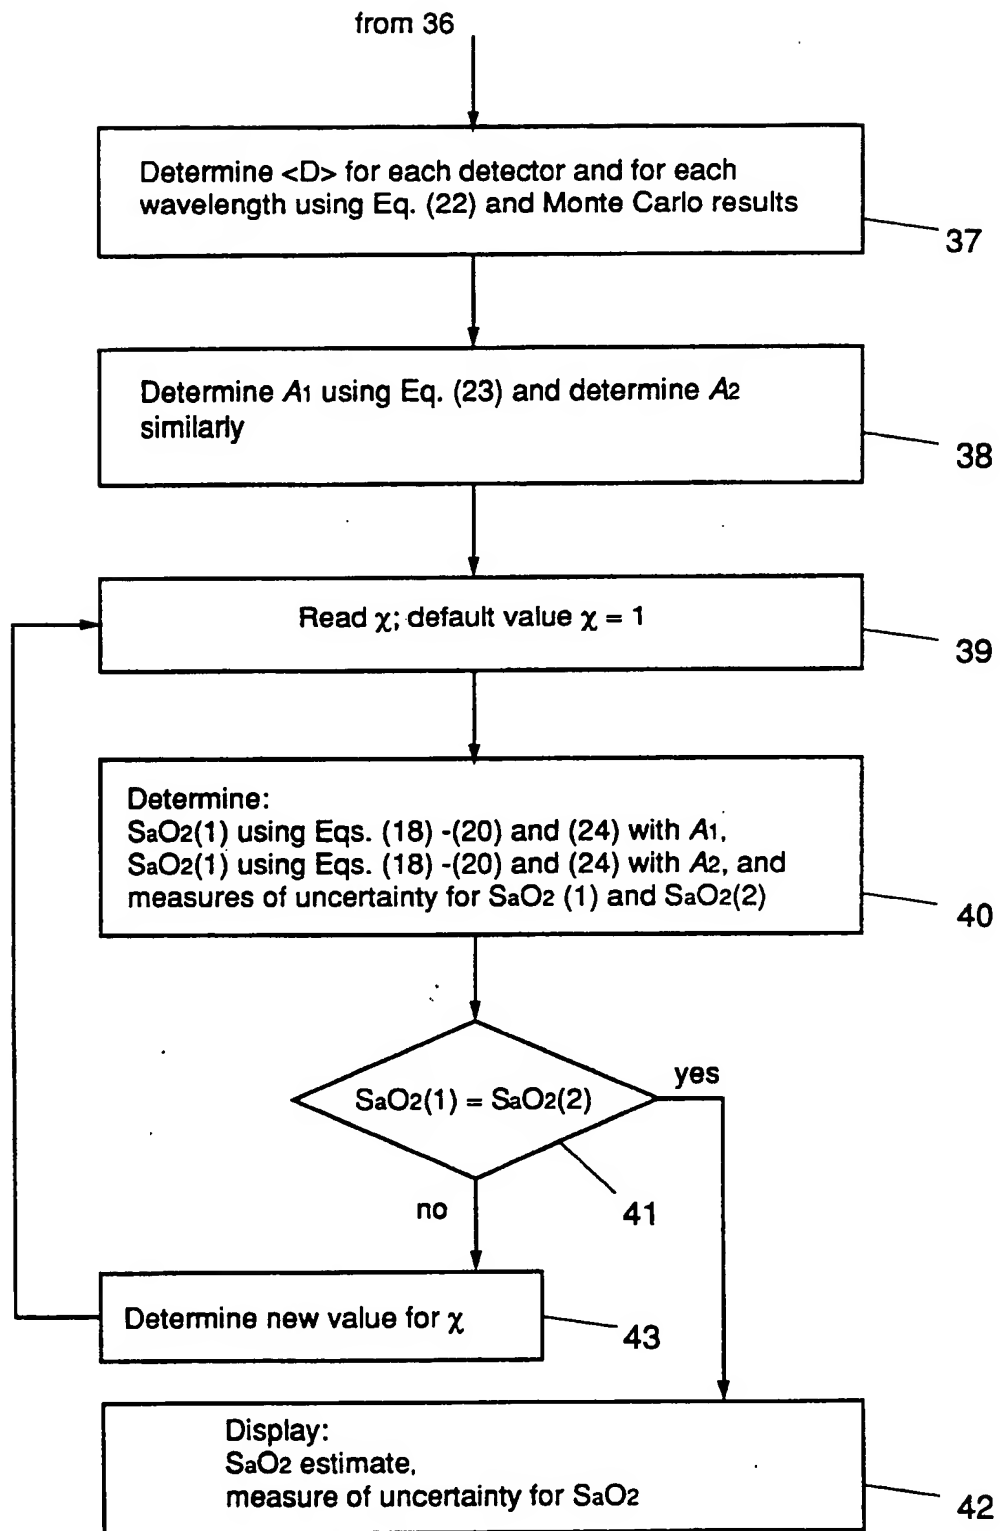 from 36
Determine <D> for each detector and for each
wavelength using Eq. (22) and Monte Carlo results
37
Determine A1 using Eq. (23) and determine A2
similarly
38
Read χ; default value χ = 1
39
Determine:
SaO2(1) using Eqs. (18) -(20) and (24) with A1,
SaO2(1) using Eqs. (18) -(20) and (24) with A2, and
measures of uncertainty for SaO2 (1) and SaO2(2)
40
SaO2(1) = SaO2(2)
yes
41
no
Determine new value for χ
43
Display:
SaO2 estimate,
measure of uncertainty for SaO2
42